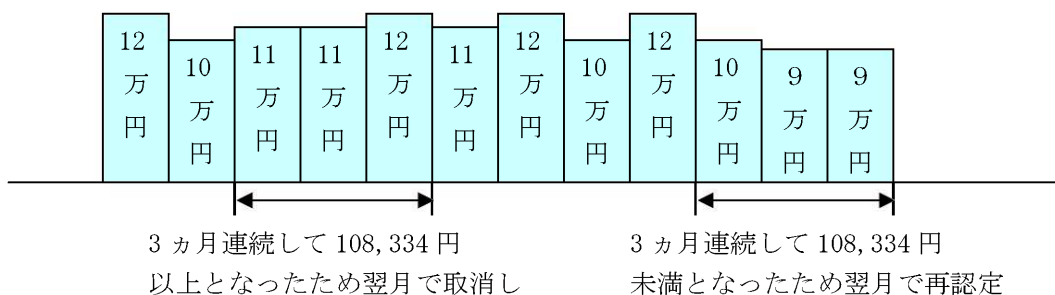 12万円
10万円
11万円
11万円
12万円
11万円
12万円
10万円
12万円
10万円
9万円
9万円
3ヵ月連続して108,334円
以上となったため翌月で取消し
3ヵ月連続して108,334円
未満となったため翌月で再認定